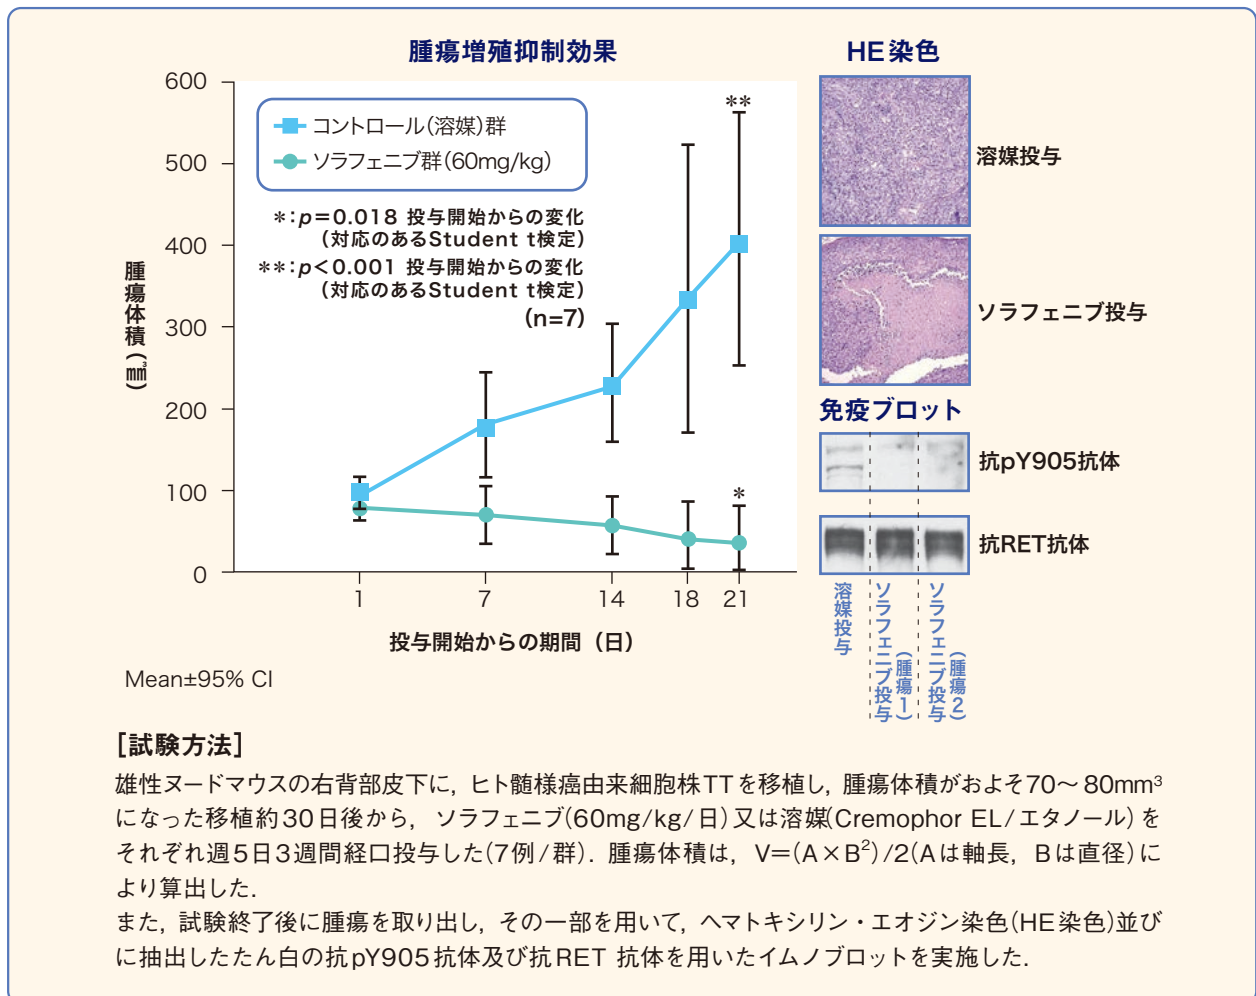 腫瘍増殖抑制効果
600
500
400
300
200
100
0
腫瘍体積(㎣)
コントロール(溶媒)群
ソラフェニブ群(60mg/kg)
*:p=0.018 投与開始からの変化
(対応のあるStudent t検定)
**:p<0.001 投与開始からの変化
(対応のあるStudent t検定)
(n=7)
**
*
1 7 14 18 21
投与開始からの期間(日)
Mean±95% CI
HE染色
溶媒投与
ソラフェニブ投与
免疫ブロット
抗pY905抗体
抗RET抗体
溶媒投与
ソラフェニブ投与
(腫瘍1)
ソラフェニブ投与
(腫瘍2)
[試験方法]
雄性ヌードマウスの右背部皮下に,ヒト髄様癌由来細胞株TTを移植し,腫瘍体積がおよそ70~80mm³
になった移植約30日後から,ソラフェニブ(60mg/kg/日)又は溶媒(Cremophor EL/エタノール)を
それぞれ週5日3週間経口投与した(7例/群).腫瘍体積は,V=(A×B²)/2(Aは軸長,Bは直径)に
より算出した.
また,試験終了後に腫瘍を取り出し,その一部を用いて,ヘマトキシリン・エオジン染色(HE染色)並び
に抽出したたん白の抗pY905抗体及び抗RET 抗体を用いたイムノブロットを実施した.